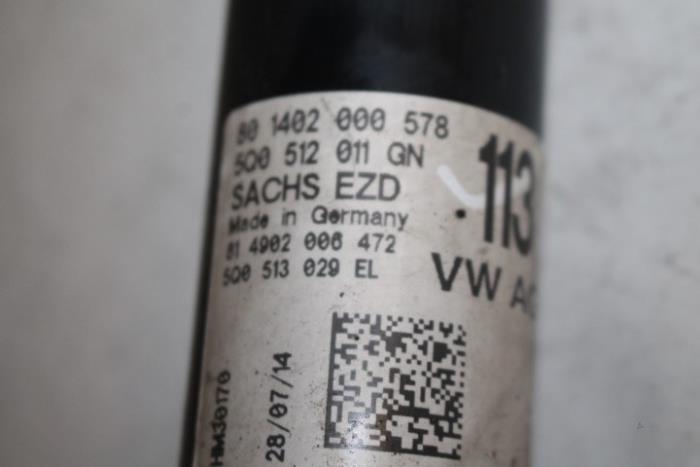 80 1402 000 578
5Q0 512 011 GN
SACHS EZD
Made in Germany
81 4902 006 472
5Q0 513 029 EL
.113
VW AG
28/07/14
HM30170